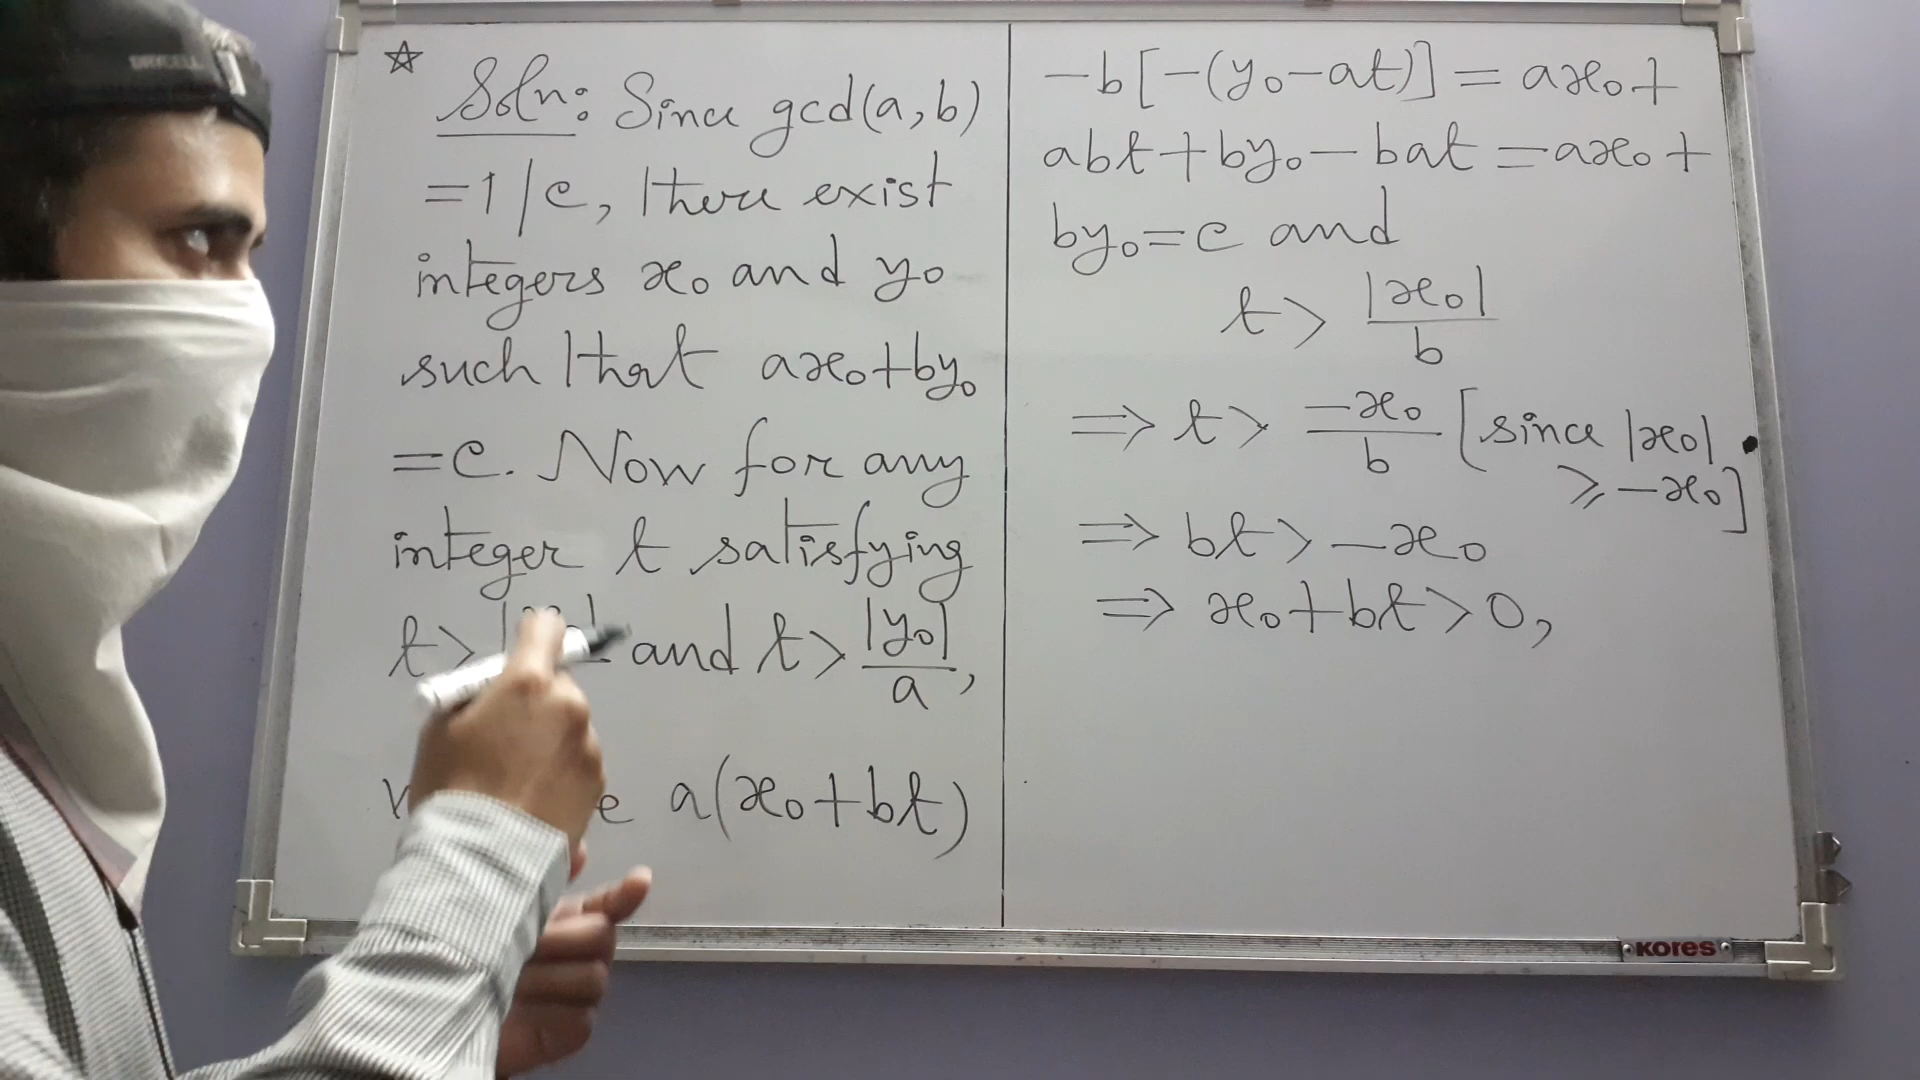 ☆ Soln: Since gcd(a,b)
=1/c, there exist
integers x₀ and y₀
such that ax₀+by₀
=c. Now for any
integer t satisfying
t> and t> |y₀|/a,
a(x₀+bt)
-b[-(y₀-at)] = ax₀+
abt+by₀-bat=ax₀+
by₀=c and
t> |x₀|/b
⇒ t> -x₀/b [since |x₀|
≥-x₀]
⇒ bt>-x₀
⇒ x₀+bt>0,
KORES